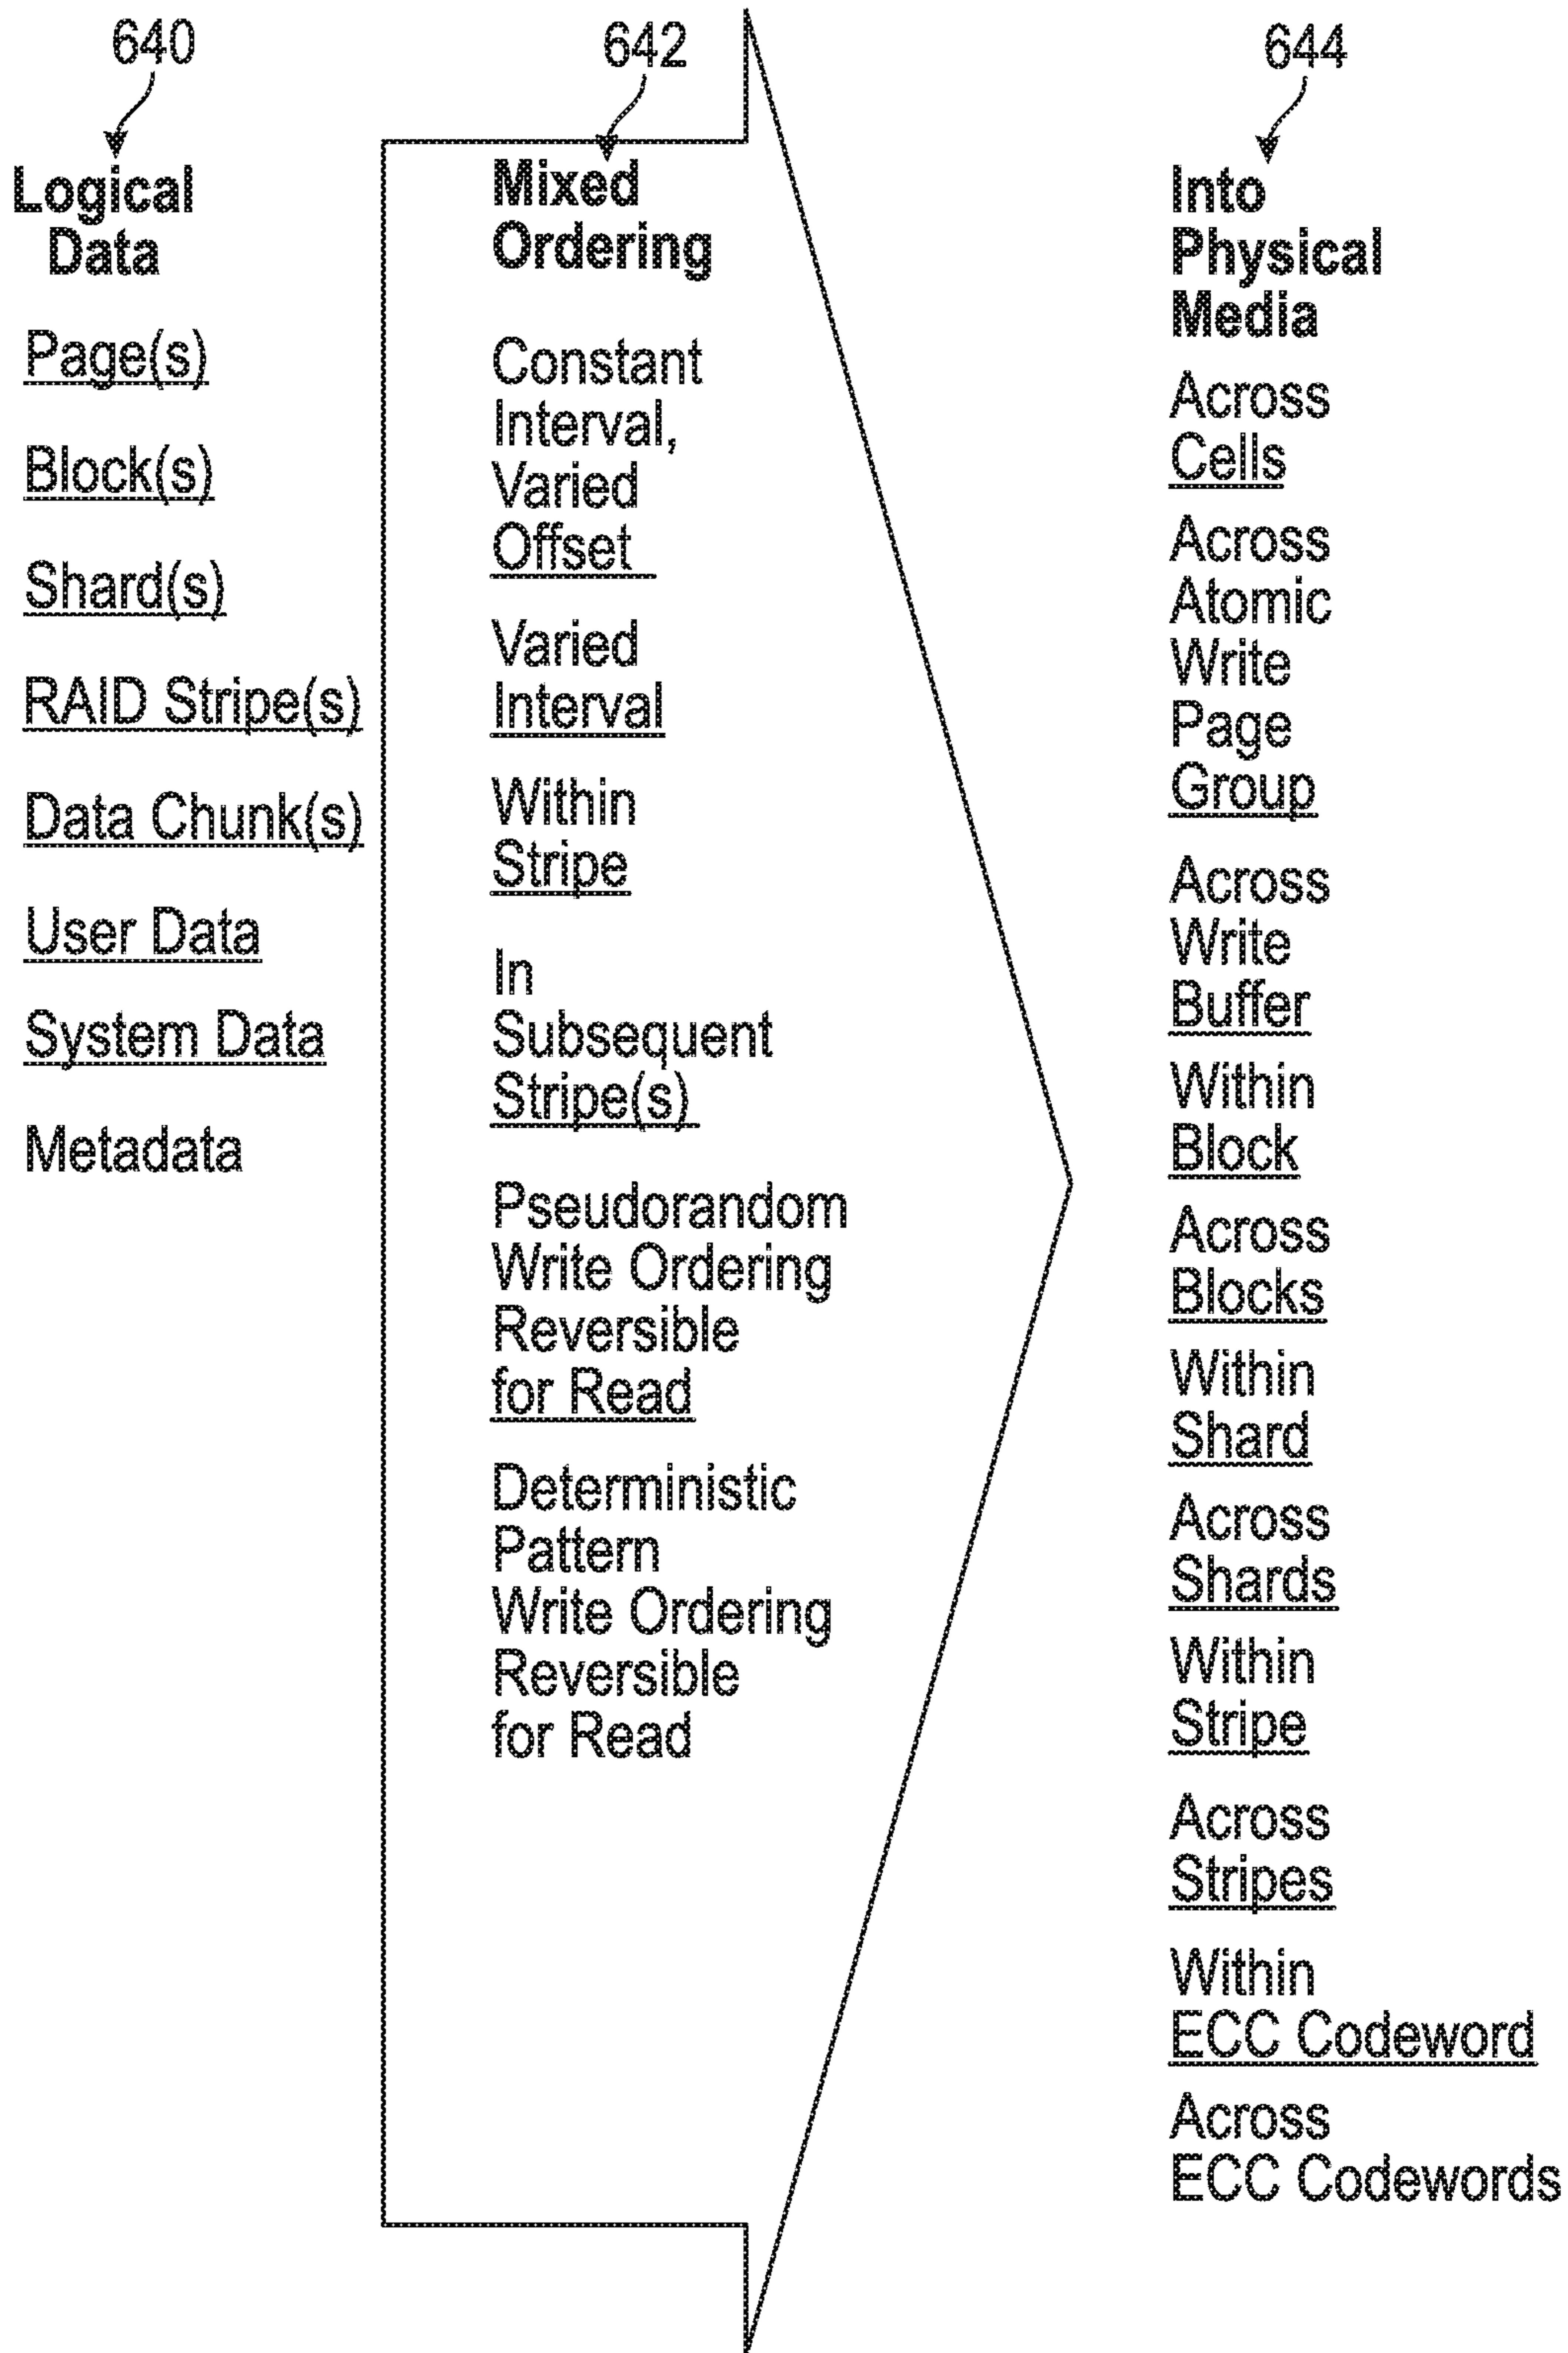 640
Logical
Data
Page(s)
Block(s)
Shard(s)
RAID Stripe(s)
Data Chunk(s)
User Data
System Data
Metadata
642
Mixed
Ordering
Constant
Interval,
Varied
Offset
Varied
Interval
Within
Stripe
In
Subsequent
Stripe(s)
Pseudorandom
Write Ordering
Reversible
for Read
Deterministic
Pattern
Write Ordering
Reversible
for Read
644
Into
Physical
Media
Across
Cells
Across
Atomic
Write
Page
Group
Across
Write
Buffer
Within
Block
Across
Blocks
Within
Shard
Across
Shards
Within
Stripe
Across
Stripes
Within
ECC Codeword
Across
ECC Codewords